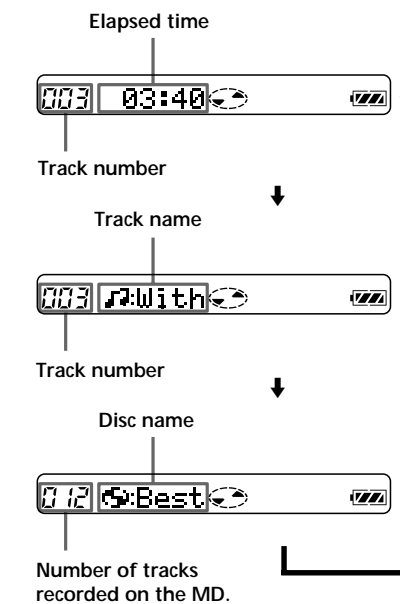 Elapsed time
003 03:40
Track number
Track name
003 ♫:With
Track number
Disc name
012 :Best
Number of tracks
recorded on the MD.